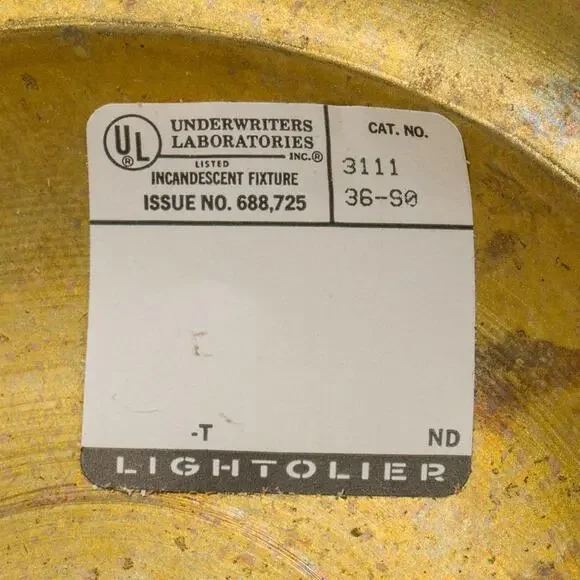 UL®
UNDERWRITERS
LABORATORIES
INC.®
LISTED
INCANDESCENT FIXTURE
ISSUE NO. 688,725
CAT. NO.
3111
36-S0
-T
ND
LIGHTOLIER